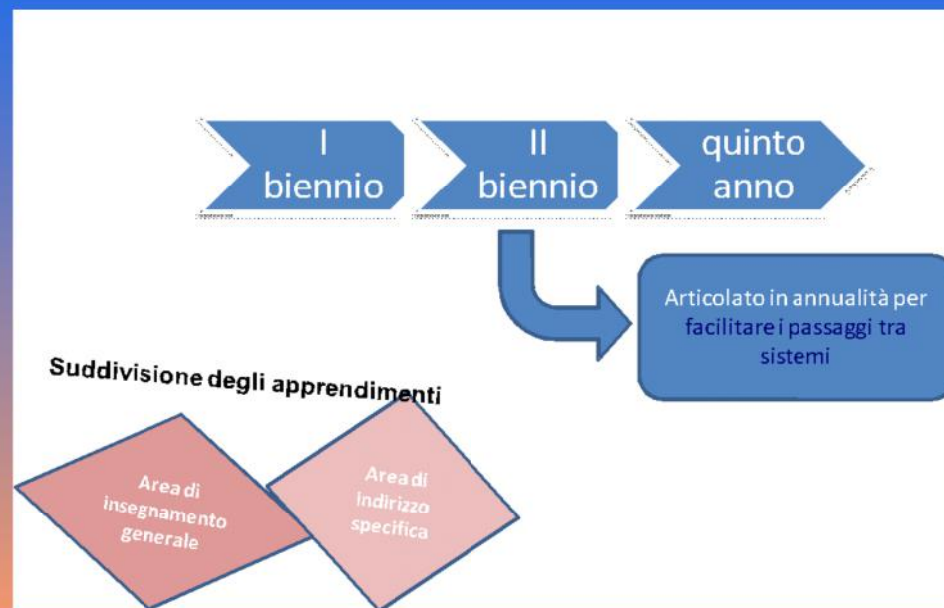 I
biennio
II
biennio
quinto
anno
Articolato in annualità per
facilitare i passaggi tra
sistemi
Suddivisione degli apprendimenti
Area di
insegnamento
generale
Area di
indirizzo
specifica